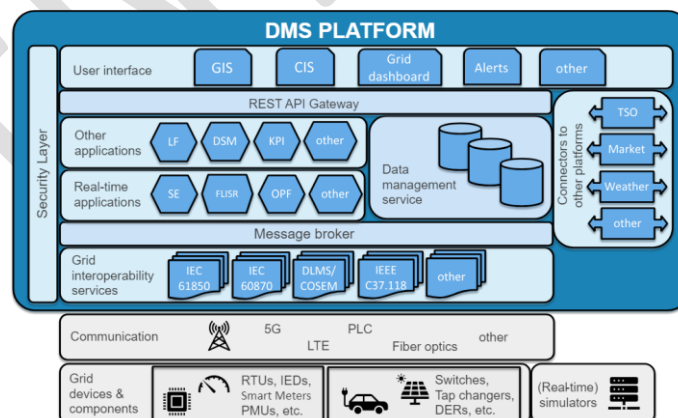 DMS PLATFORM
Security Layer
User interface
GIS
CIS
Grid
dashboard
Alerts
other
REST API Gateway
Other
applications
LF
DSM
KPI
other
Real-time
applications
SE
FLISR
OPF
other
Data
management
service
Connectors to
other platforms
TSO
Market
Weather
other
Message broker
Grid
interoperability
services
IEC
61850
IEC
60870
DLMS/
COSEM
IEEE
C37.118
other
Communication
5G
LTE
PLC
Fiber optics
other
Grid
devices &
components
RTUs, IEDs,
Smart Meters
PMUs, etc.
Switches,
Tap changers,
DERs, etc.
(Real-time)
simulators